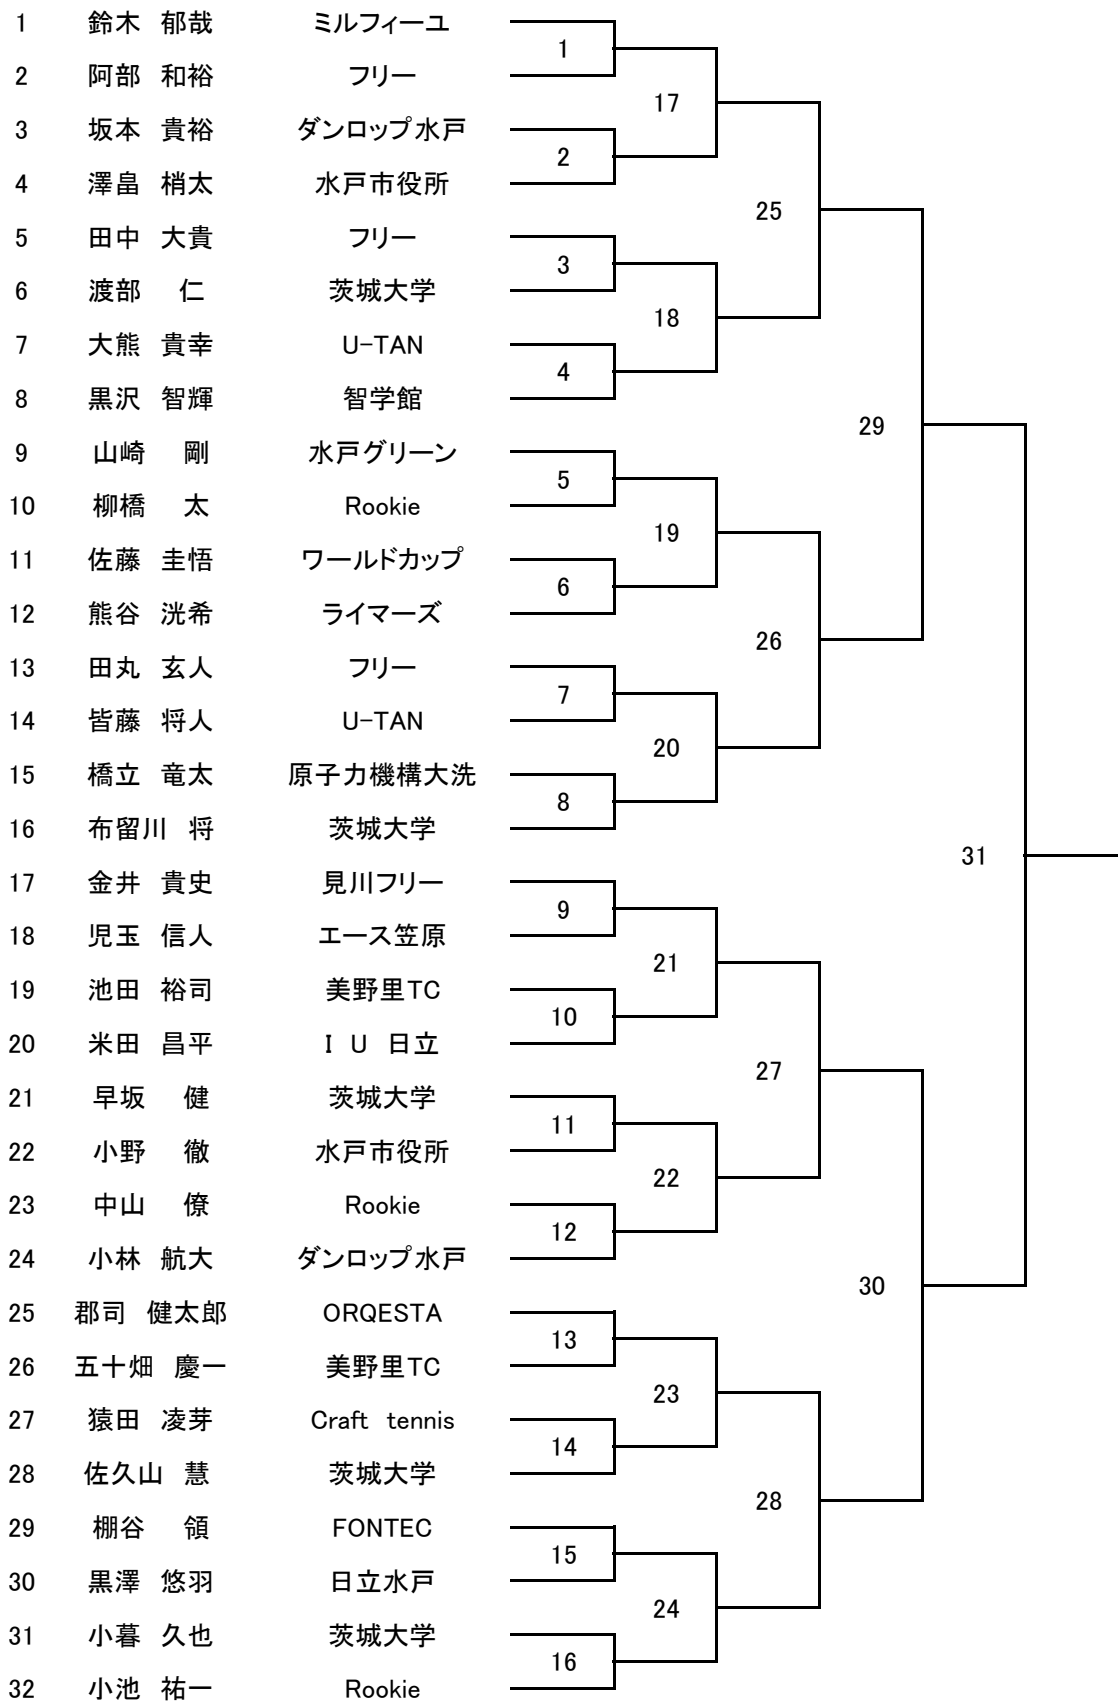 1 鈴木 郁哉 ミルフィーユ
1
2 阿部 和裕 フリー
17
3 坂本 貴裕 ダンロップ水戸
2
4 澤畠 梢太 水戸市役所
25
5 田中 大貴 フリー
3
6 渡部 仁 茨城大学
18
7 大熊 貴幸 U-TAN
4
8 黒沢 智輝 智学館
29
9 山崎 剛 水戸グリーン
5
10 柳橋 太 Rookie
19
11 佐藤 圭悟 ワールドカップ
6
12 熊谷 洸希 ライマーズ
26
13 田丸 玄人 フリー
7
14 皆藤 将人 U-TAN
20
15 橋立 竜太 原子力機構大洗
8
16 布留川 将 茨城大学
31
17 金井 貴史 見川フリー
9
18 児玉 信人 エース笠原
21
19 池田 裕司 美野里TC
10
20 米田 昌平 I U 日立
27
21 早坂 健 茨城大学
11
22 小野 徹 水戸市役所
22
23 中山 僚 Rookie
12
24 小林 航大 ダンロップ水戸
30
25 郡司 健太郎 ORQESTA
13
26 五十畑 慶一 美野里TC
23
27 猿田 凌芽 Craft tennis
14
28 佐久山 慧 茨城大学
28
29 棚谷 領 FONTEC
15
30 黒澤 悠羽 日立水戸
24
31 小暮 久也 茨城大学
16
32 小池 祐一 Rookie